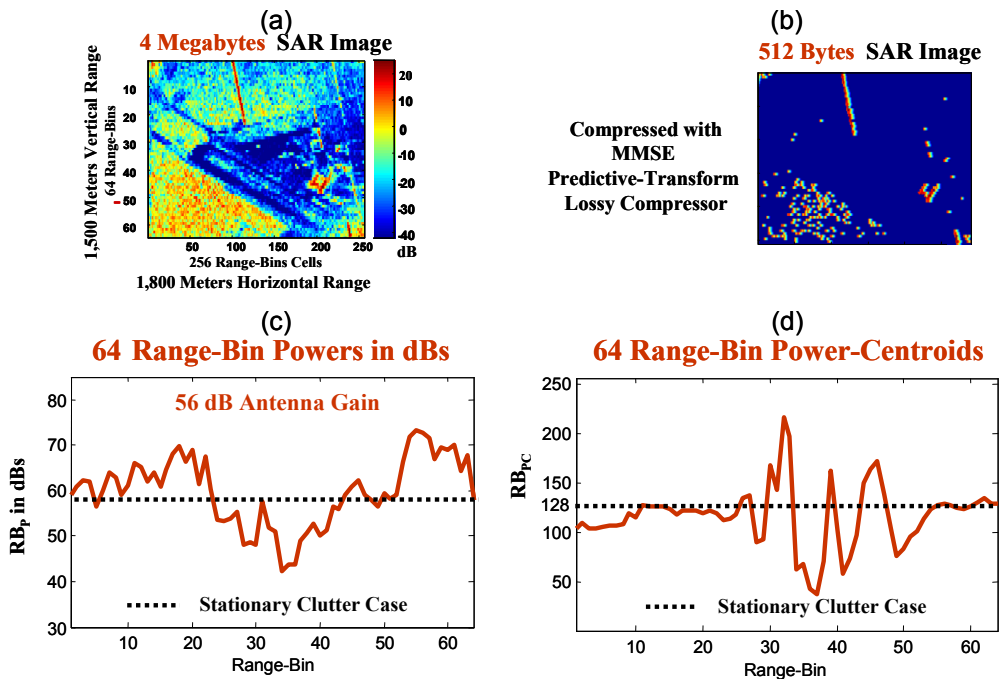 (a)
4 Megabytes SAR Image
1,500 Meters Vertical Range
64 Range-Bins
10
20
30
40
50
60
50
100
150
200
250
256 Range-Bins Cells
1,800 Meters Horizontal Range
20
10
0
-10
-20
-30
-40
dB
(b)
512 Bytes SAR Image
Compressed with
MMSE
Predictive-Transform
Lossy Compressor
(c)
64 Range-Bin Powers in dBs
56 dB Antenna Gain
RBP in dBs
80
70
60
50
40
30
Stationary Clutter Case
10
20
30
40
50
60
Range-Bin
(d)
64 Range-Bin Power-Centroids
RBPC
250
200
150
128
100
50
Stationary Clutter Case
10
20
30
40
50
60
Range-Bin